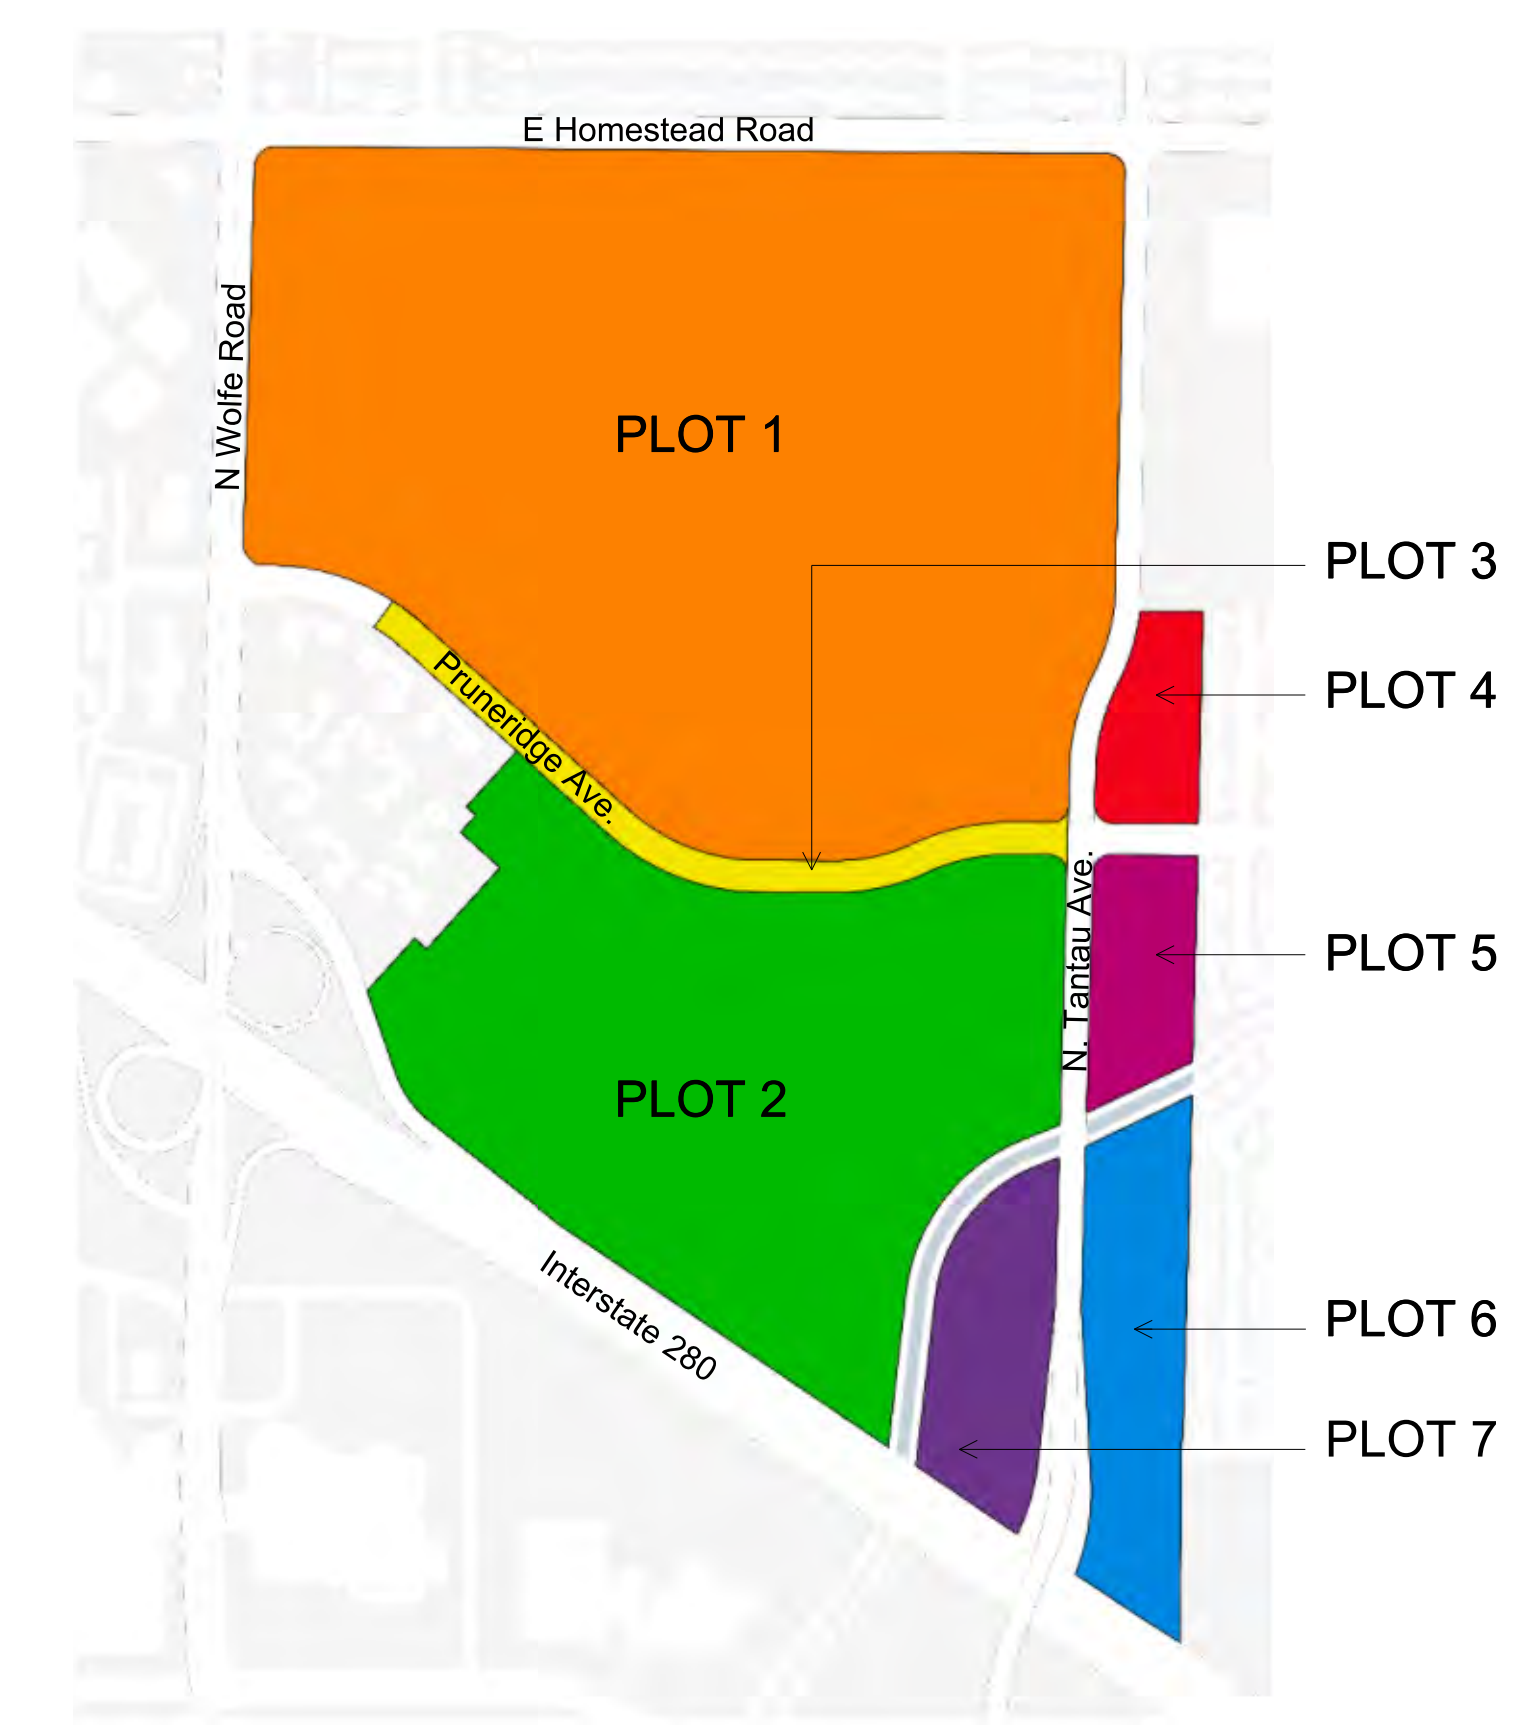 E Homestead Road
N Wolfe Road
PLOT 1
PLOT 3
Pruneridge Ave.
PLOT 4
N. Tantau Ave.
PLOT 5
PLOT 2
Interstate 280
PLOT 6
PLOT 7